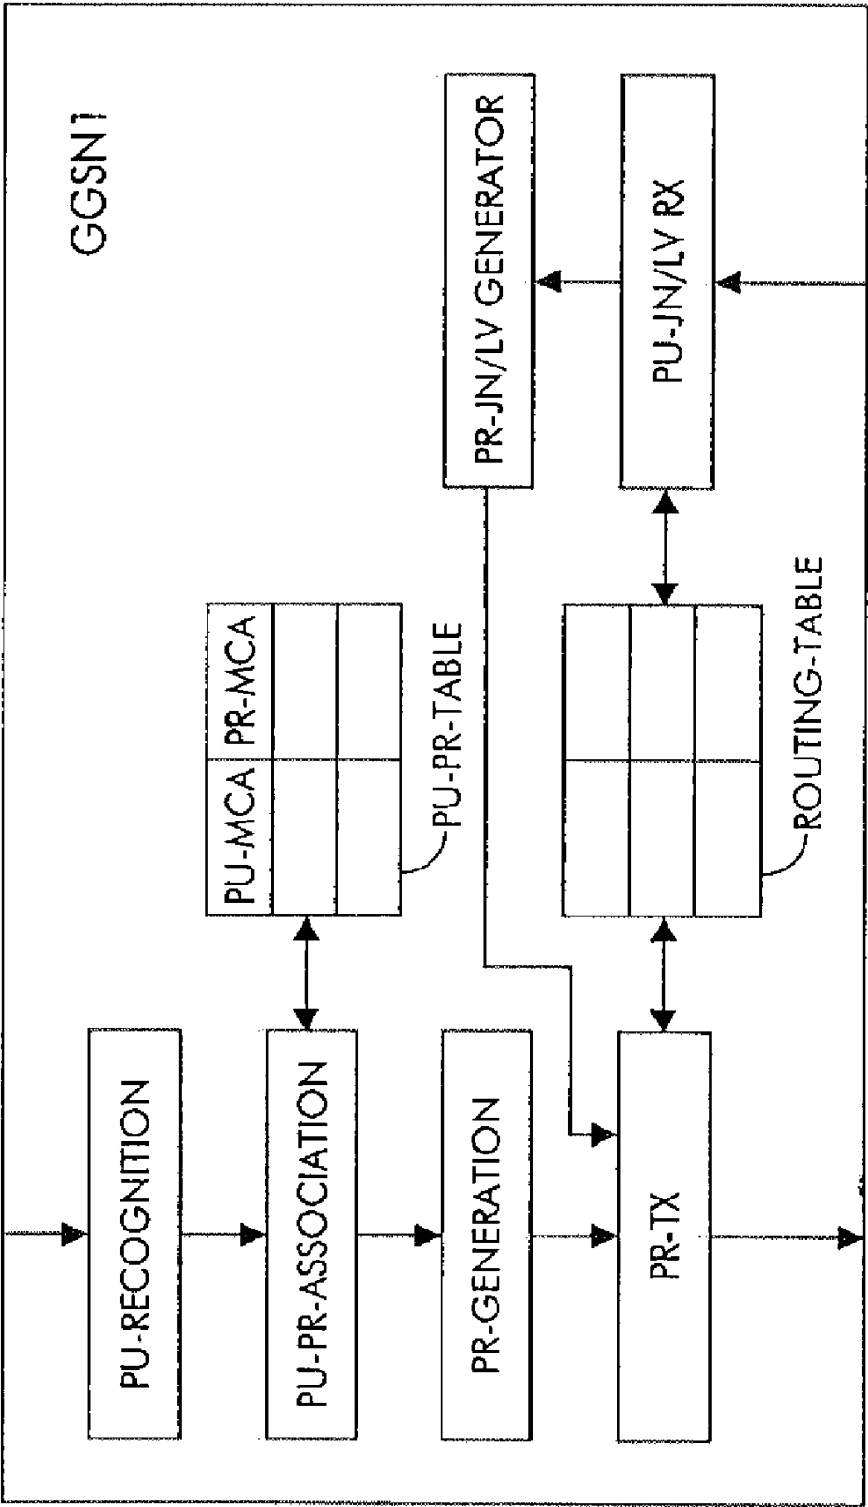 GGSN1
PU-RECOGNITION
PU-PR-ASSOCIATION
PU-MCA
PR-MCA
PU-PR-TABLE
PR-GENERATION
PR-JN/LV GENERATOR
PR-TX
ROUTING-TABLE
PU-JN/LV RX